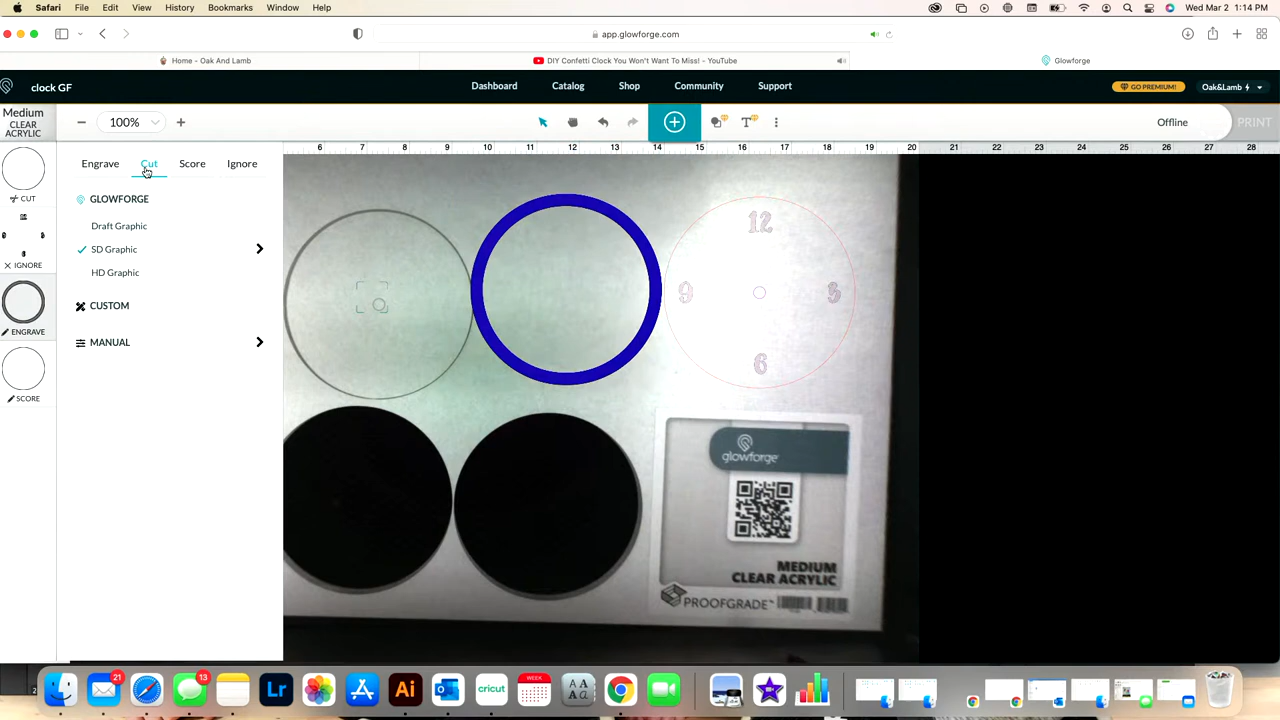 Safari File Edit View History Bookmarks Window Help Wed Mar 2 1:14 PM
app.glowforge.com
Home - Oak And Lamb DIY Confetti Clock You Won't Want To Miss! - YouTube Glowforge
clock GF Dashboard Catalog Shop Community Support GO PREMIUM! Oak&Lamb
Medium
CLEAR
ACRYLIC
100% T Offline PRINT
6 7 8 9 10 11 12 13 14 15 16 17 18 19 20 21 22 23 24 25 26 27 28
Engrave Cut Score Ignore
CUT
GLOWFORGE
Draft Graphic
SD Graphic
HD Graphic
IGNORE
CUSTOM
ENGRAVE
MANUAL
SCORE
12
9 3
6
glowforge
MEDIUM
CLEAR ACRYLIC
PROOFGRADE™
21 13 Lr Ai cricut WEEK